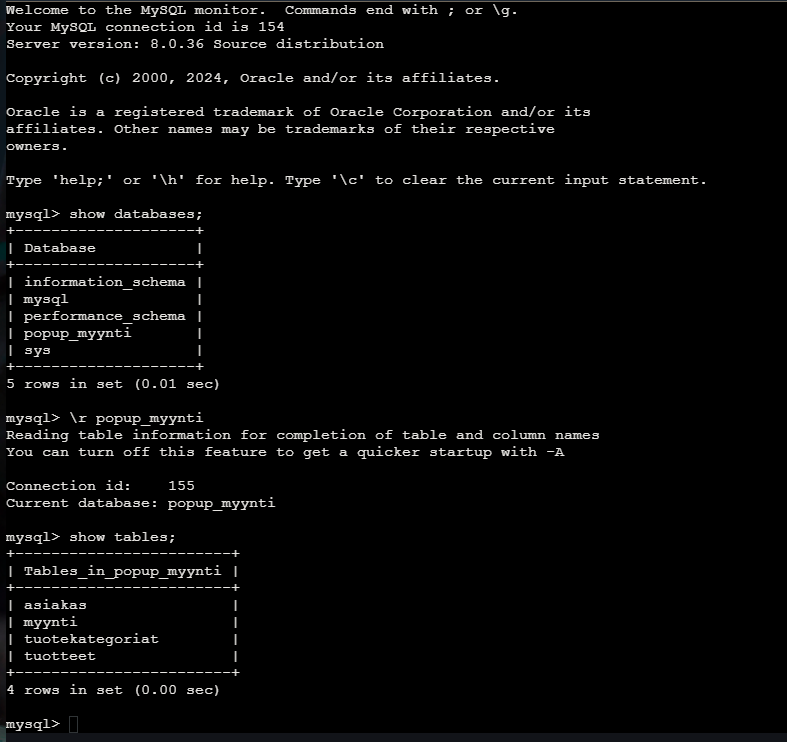 Welcome to the MySQL monitor.  Commands end with ; or \g.
Your MySQL connection id is 154
Server version: 8.0.36 Source distribution

Copyright (c) 2000, 2024, Oracle and/or its affiliates.

Oracle is a registered trademark of Oracle Corporation and/or its
affiliates. Other names may be trademarks of their respective
owners.

Type 'help;' or '\h' for help. Type '\c' to clear the current input statement.

mysql> show databases;
+--------------------+
| Database           |
+--------------------+
| information_schema |
| mysql              |
| performance_schema |
| popup_myynti       |
| sys                |
+--------------------+
5 rows in set (0.01 sec)

mysql> \r popup_myynti
Reading table information for completion of table and column names
You can turn off this feature to get a quicker startup with -A

Connection id:    155
Current database: popup_myynti

mysql> show tables;
+------------------------+
| Tables_in_popup_myynti |
+------------------------+
| asiakas                |
| myynti                 |
| tuotekategoriat        |
| tuotteet               |
+------------------------+
4 rows in set (0.00 sec)

mysql>